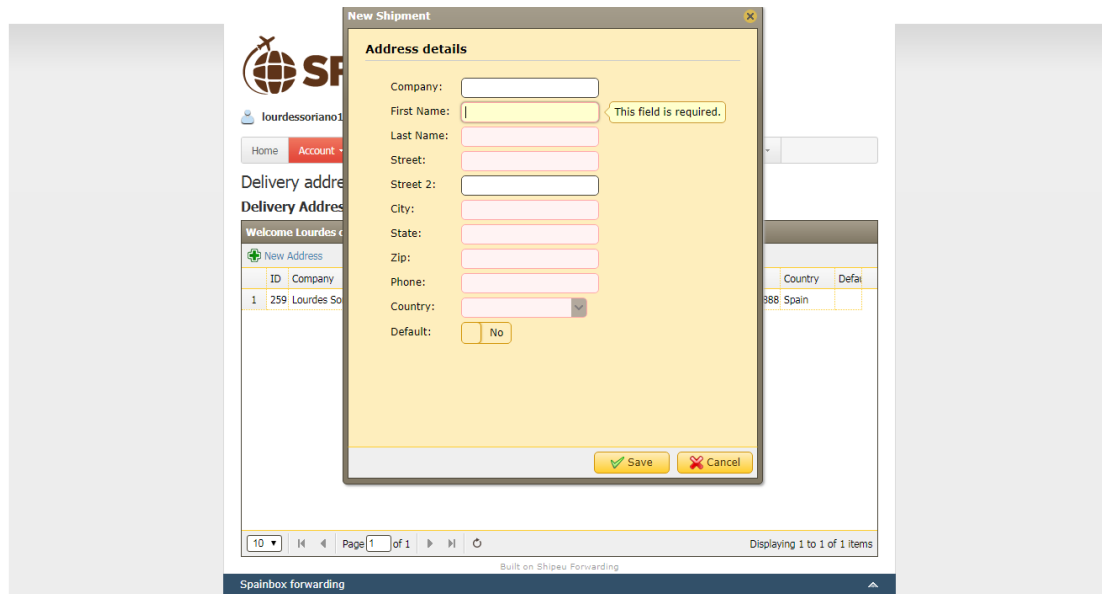 New Shipment
SP
Address details
Company:
First Name:
This field is required.
lourdessoriano1
Last Name:
Home
Account
Street:
Delivery addre
Street 2:
Delivery Addres
City:
Welcome Lourdes
State:
New Address
Zip:
ID Company Country Defau
Phone:
1 259 Lourdes So 888 Spain
Country:
Default:
No
Save
Cancel
10
Page 1 of 1
Displaying 1 to 1 of 1 items
Built on Shipeu Forwarding
Spainbox forwarding